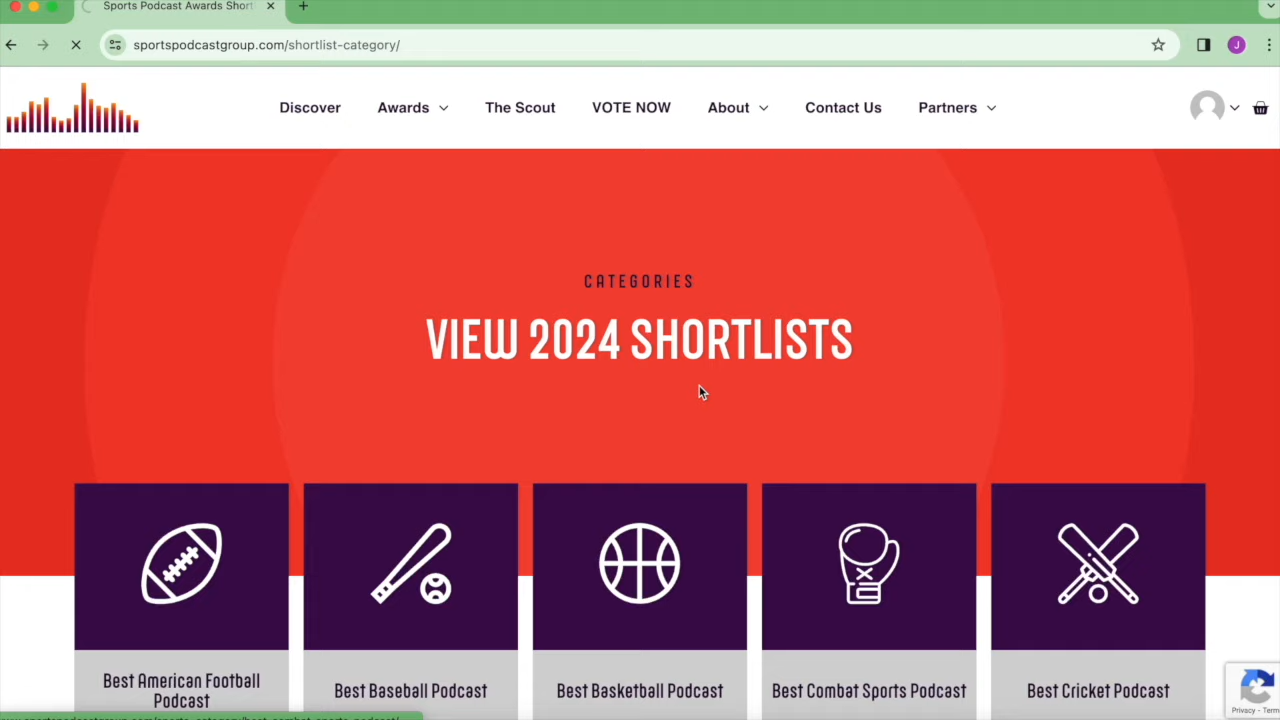 Sports Podcast Awards Short
sportspodcastgroup.com/shortlist-category/
J
Discover Awards The Scout VOTE NOW About Contact Us Partners
CATEGORIES
VIEW 2024 SHORTLISTS
Best American Football
Podcast
Best Baseball Podcast
Best Basketball Podcast
Best Combat Sports Podcast
Best Cricket Podcast
Privacy - Term